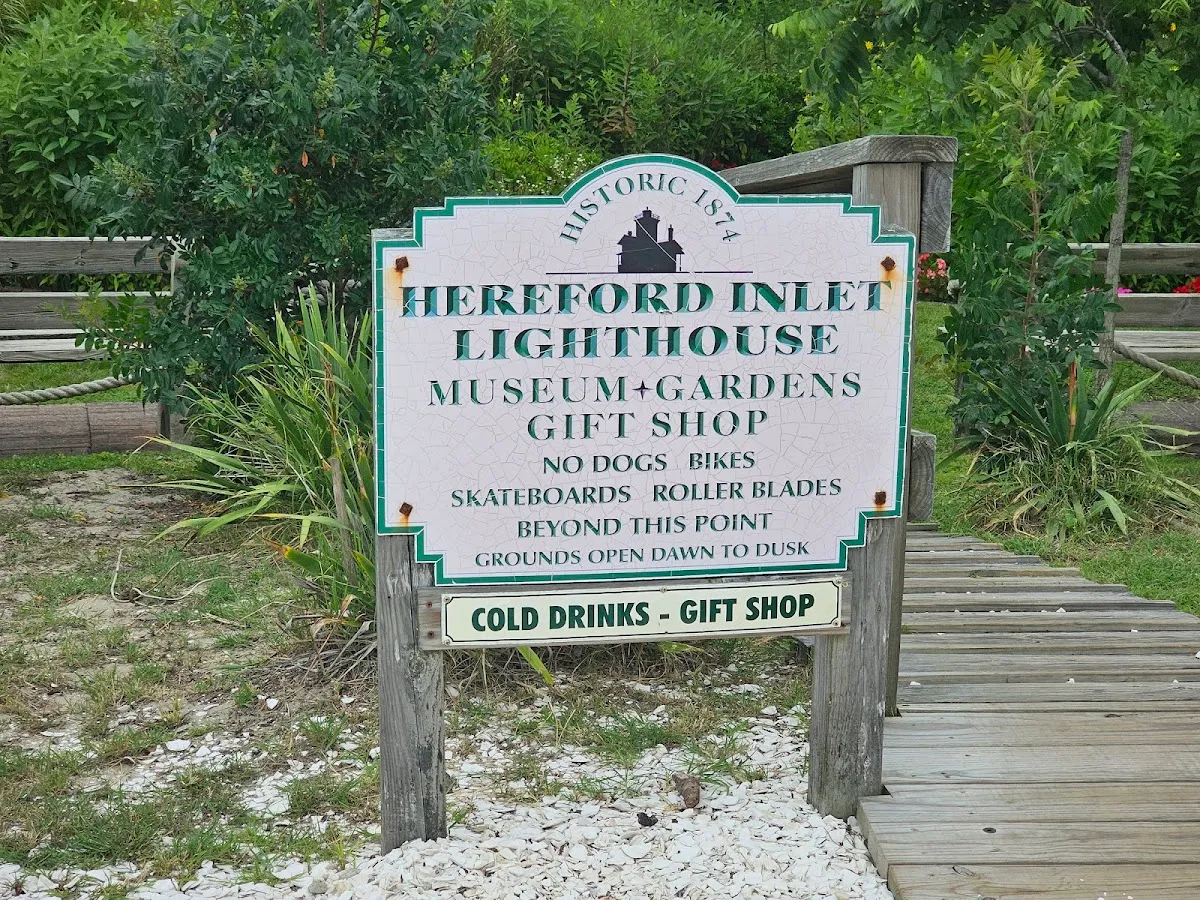 HISTORIC 1874
HEREFORD INLET
LIGHTHOUSE
MUSEUM✦GARDENS
GIFT SHOP
NO DOGS BIKES
SKATEBOARDS ROLLER BLADES
BEYOND THIS POINT
GROUNDS OPEN DAWN TO DUSK
COLD DRINKS - GIFT SHOP